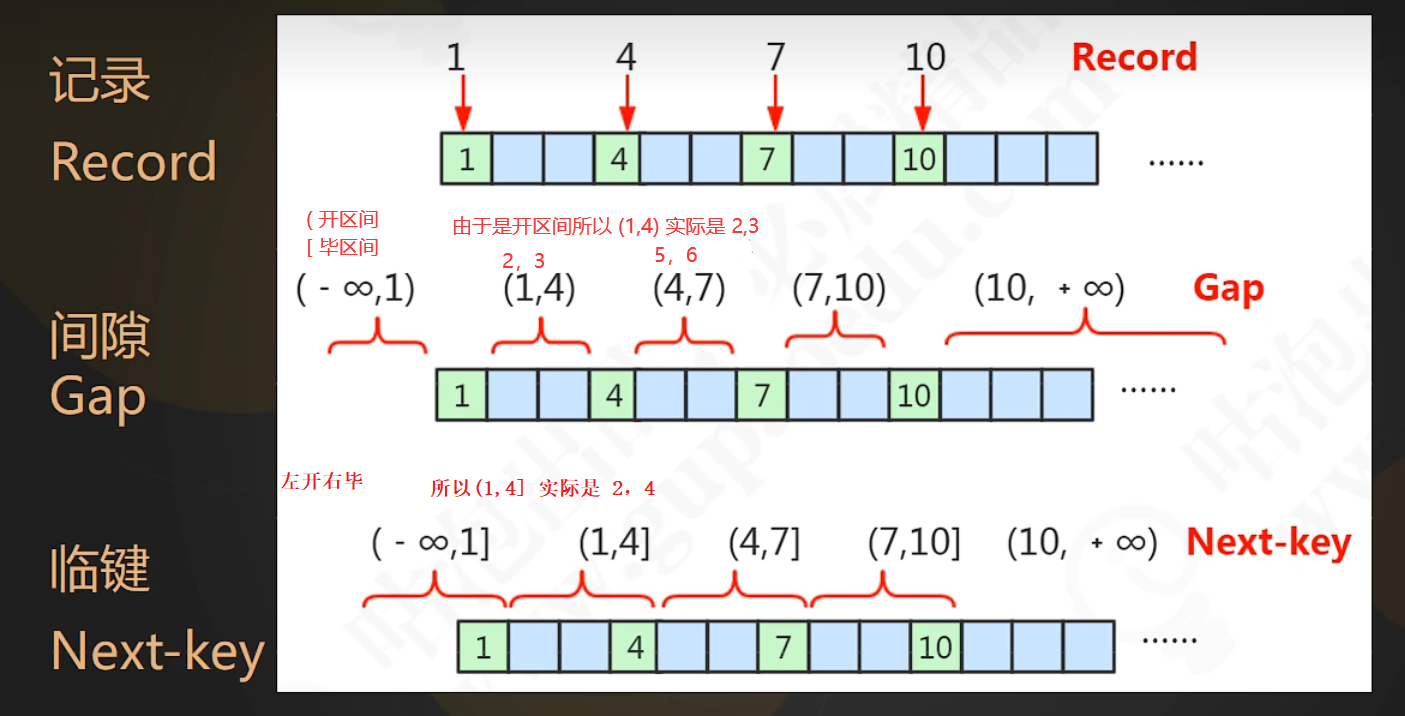 记录
Record
1 4 7 10 Record
1 4 7 10 ......
( 开区间
[ 毕区间
由于是开区间所以 (1,4) 实际是 2,3
2，3
5，6
间隙
Gap
( - ∞,1) (1,4) (4,7) (7,10) (10, + ∞) Gap
1 4 7 10 ......
左开右毕
所以(1,4] 实际是 2，4
临键
Next-key
( - ∞,1] (1,4] (4,7] (7,10] (10, + ∞) Next-key
1 4 7 10 ......